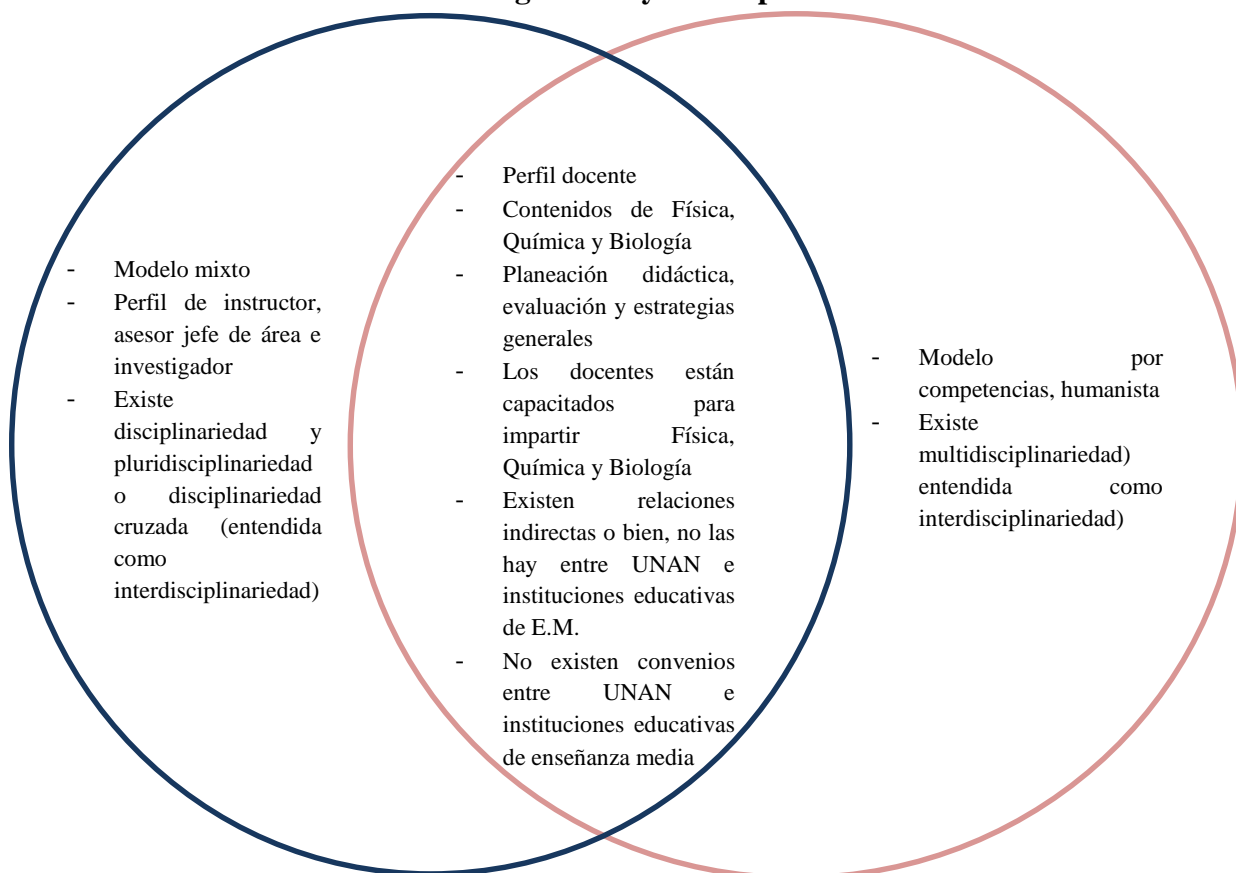 - Modelo mixto
- Perfil de instructor,
asesor jefe de área e
investigador
- Existe
disciplinariedad y
pluridisciplinariedad
o disciplinariedad
cruzada (entendida
como
interdisciplinariedad)
- Perfil docente
- Contenidos de Física,
Química y Biología
- Planeación didáctica,
evaluación y estrategias
generales
- Los docentes están
capacitados para
impartir Física,
Química y Biología
- Existen relaciones
indirectas o bien, no las
hay entre UNAN e
instituciones educativas
de E.M.
- No existen convenios
entre UNAN e
instituciones educativas
de enseñanza media
- Modelo por
competencias, humanista
- Existe
multidisciplinariedad)
entendida como
interdisciplinariedad)